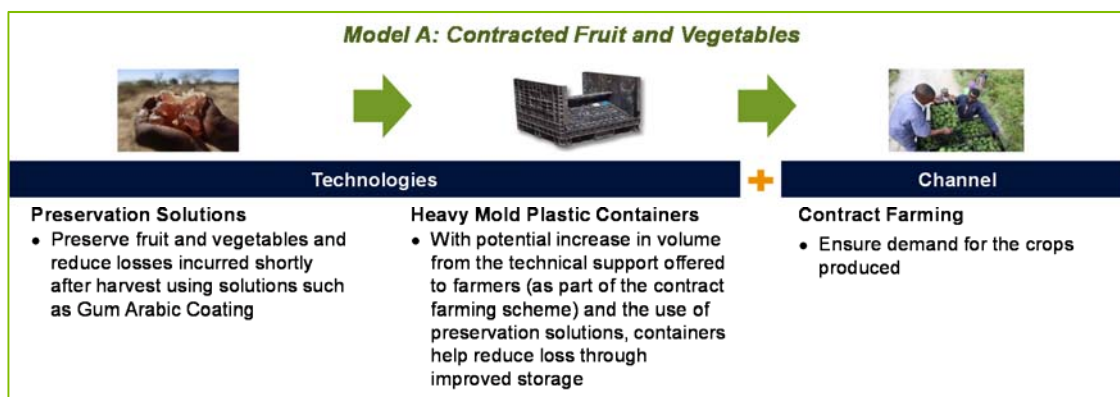 Model A: Contracted Fruit and Vegetables
Technologies
Channel
Preservation Solutions
• Preserve fruit and vegetables and
reduce losses incurred shortly
after harvest using solutions such
as Gum Arabic Coating
Heavy Mold Plastic Containers
• With potential increase in volume
from the technical support offered
to farmers (as part of the contract
farming scheme) and the use of
preservation solutions, containers
help reduce loss through
improved storage
Contract Farming
• Ensure demand for the crops
produced